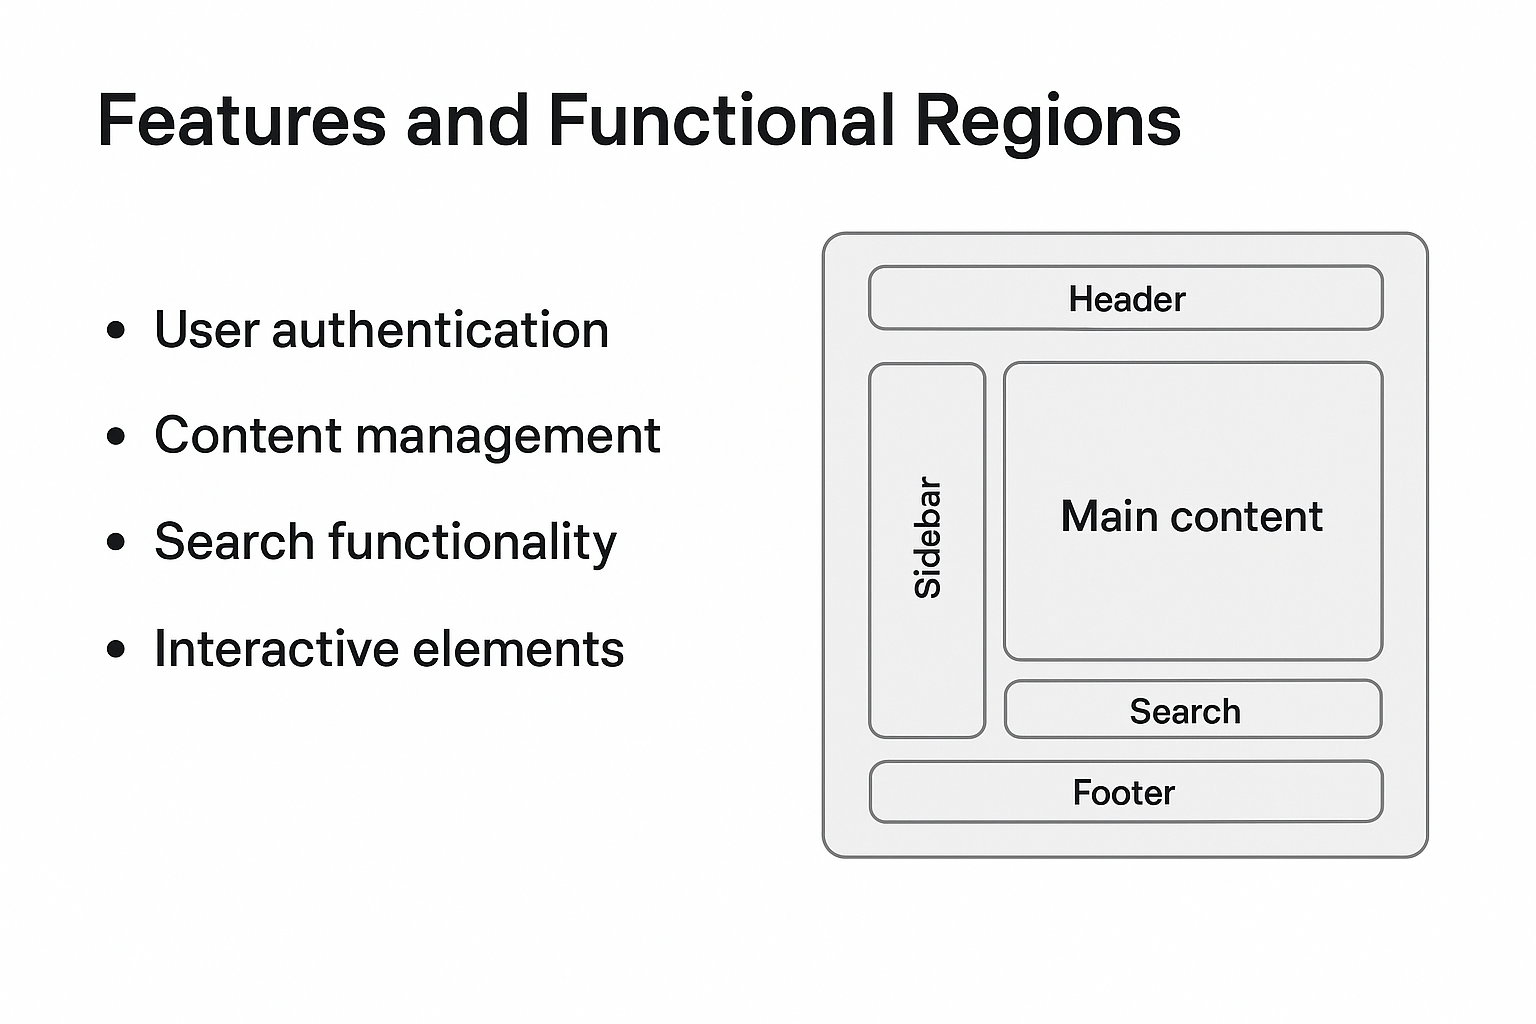 Features and Functional Regions
• User authentication
• Content management
• Search functionality
• Interactive elements
Header
Sidebar
Main content
Search
Footer